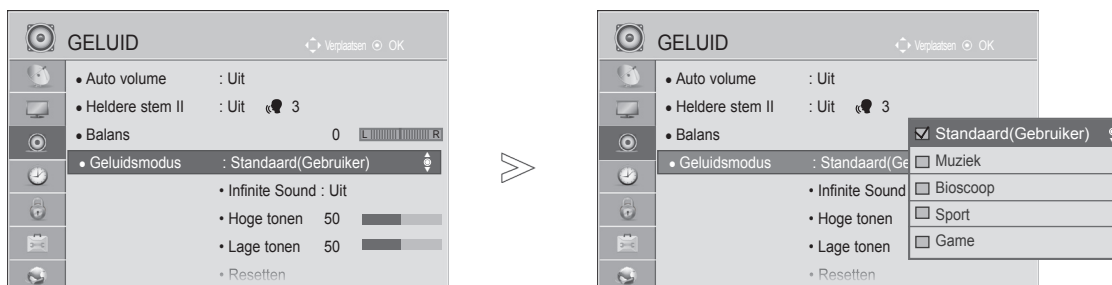 GELUID
Verplaatsen OK
• Auto volume : Uit
• Heldere stem II : Uit 3
• Balans 0 L R
• Geluidsmodus : Standaard(Gebruiker)
• Infinite Sound : Uit
• Hoge tonen 50
• Lage tonen 50
• Resetten
GELUID
Verplaatsen OK
• Auto volume : Uit
• Heldere stem II : Uit 3
• Balans
• Geluidsmodus : Standaard(Ge
• Infinite Sound
• Hoge tonen
• Lage tonen
• Resetten
Standaard(Gebruiker)
Muziek
Bioscoop
Sport
Game